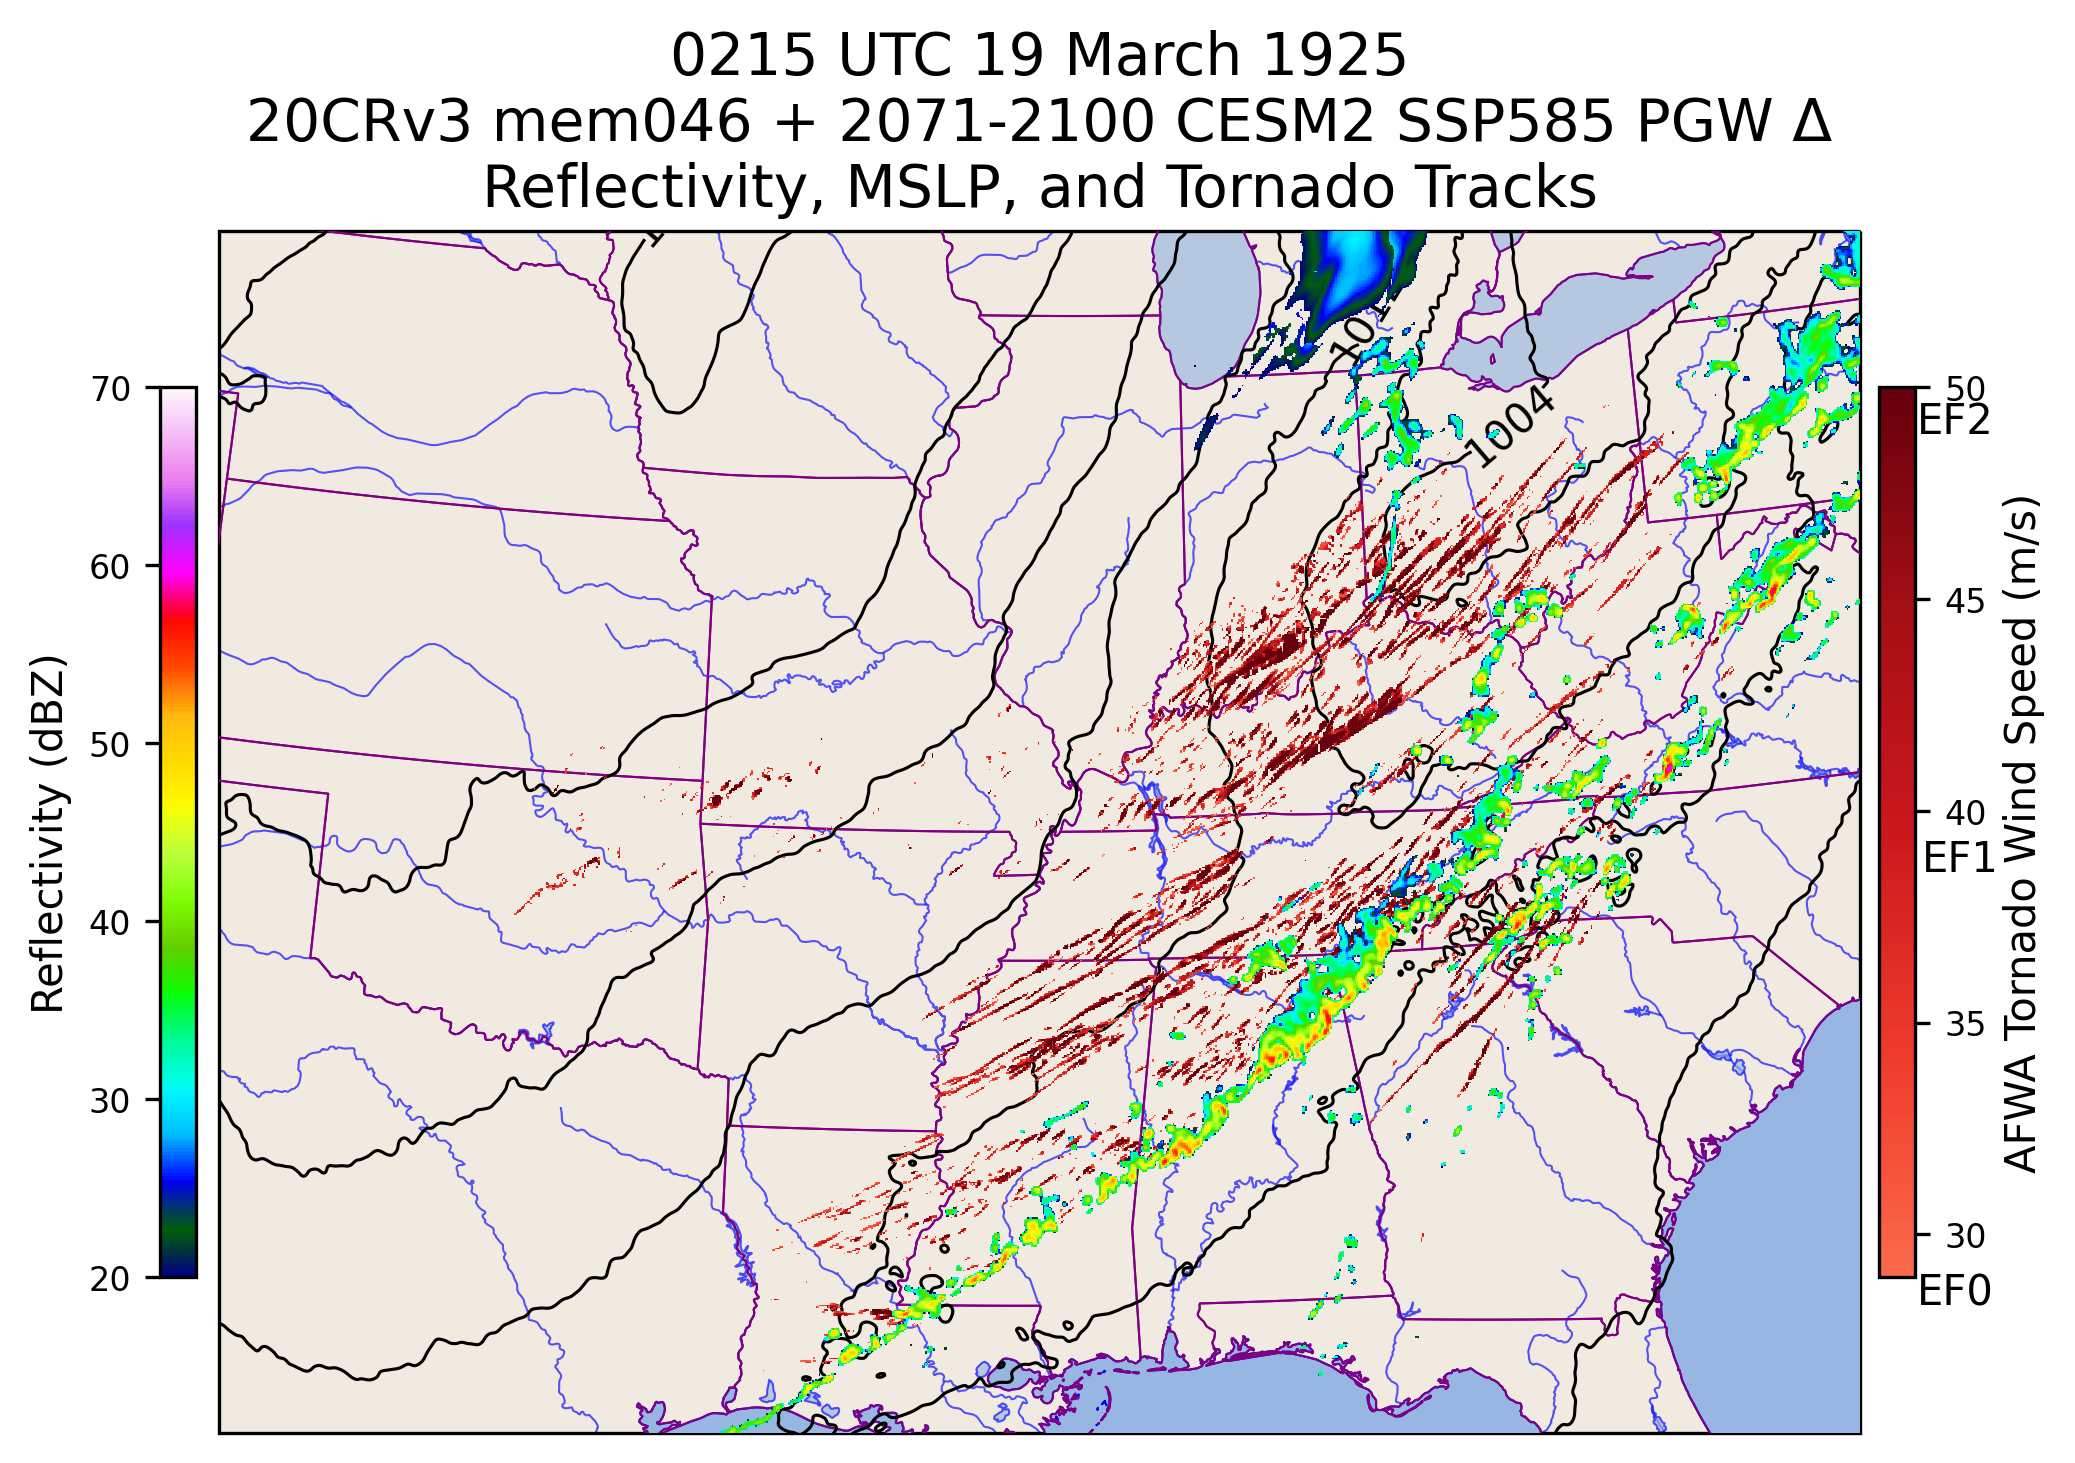 0215 UTC 19 March 1925
20CRv3 mem046 + 2071-2100 CESM2 SSP585 PGW Δ
Reflectivity, MSLP, and Tornado Tracks
1004
Reflectivity (dBZ)
70
60
50
40
30
20
50
EF2
45
40
EF1
35
30
EF0
AFWA Tornado Wind Speed (m/s)